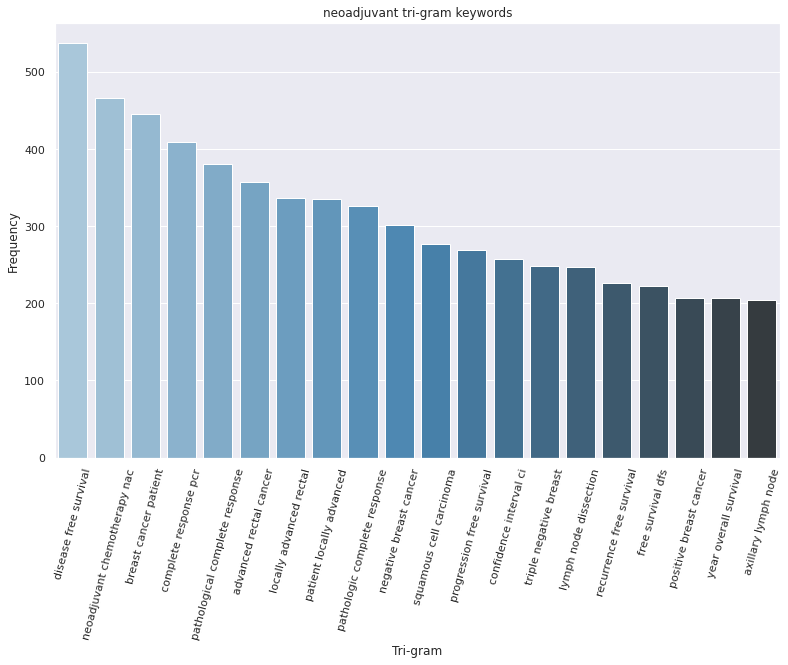 neoadjuvant tri-gram keywords
Frequency
500
400
300
200
100
0
disease free survival
neoadjuvant chemotherapy nac
breast cancer patient
complete response pcr
pathological complete response
advanced rectal cancer
locally advanced rectal
patient locally advanced
pathologic complete response
negative breast cancer
squamous cell carcinoma
progression free survival
confidence interval ci
triple negative breast
lymph node dissection
recurrence free survival
free survival dfs
positive breast cancer
year overall survival
axillary lymph node
Tri-gram